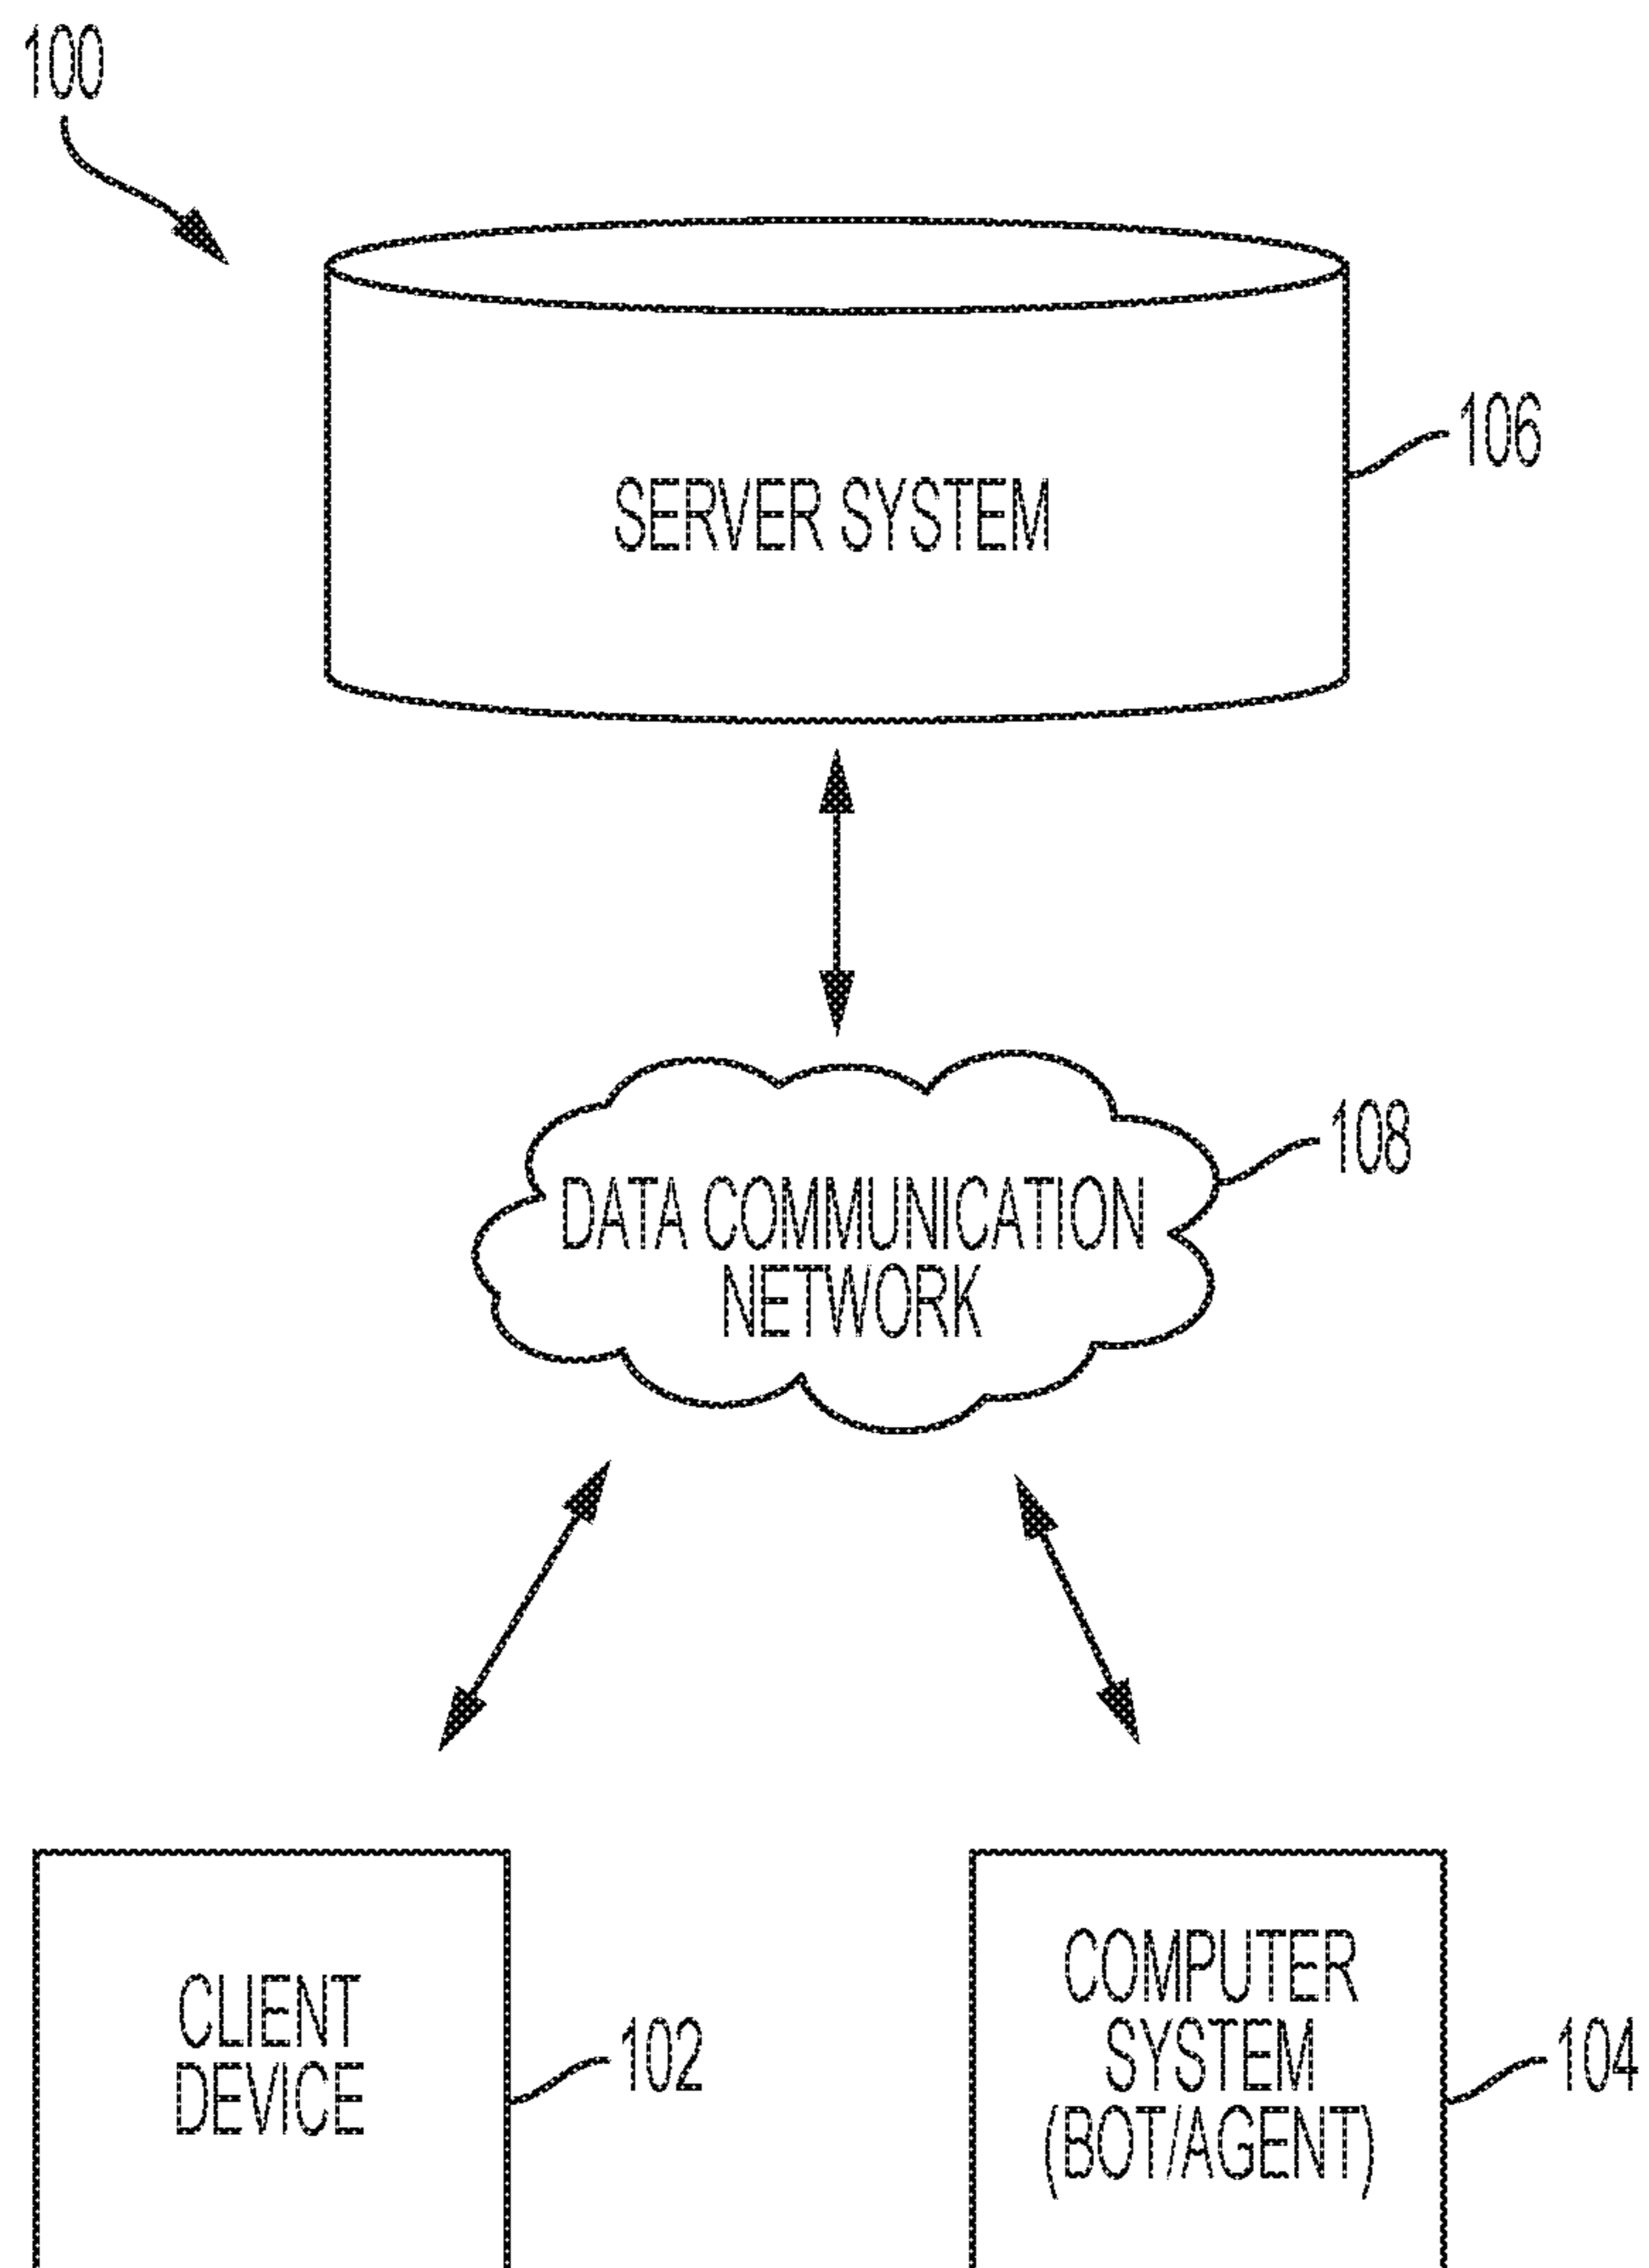 100
SERVER SYSTEM
106
DATA COMMUNICATION
NETWORK
108
CLIENT
DEVICE
102
COMPUTER
SYSTEM
(BOT/AGENT)
104